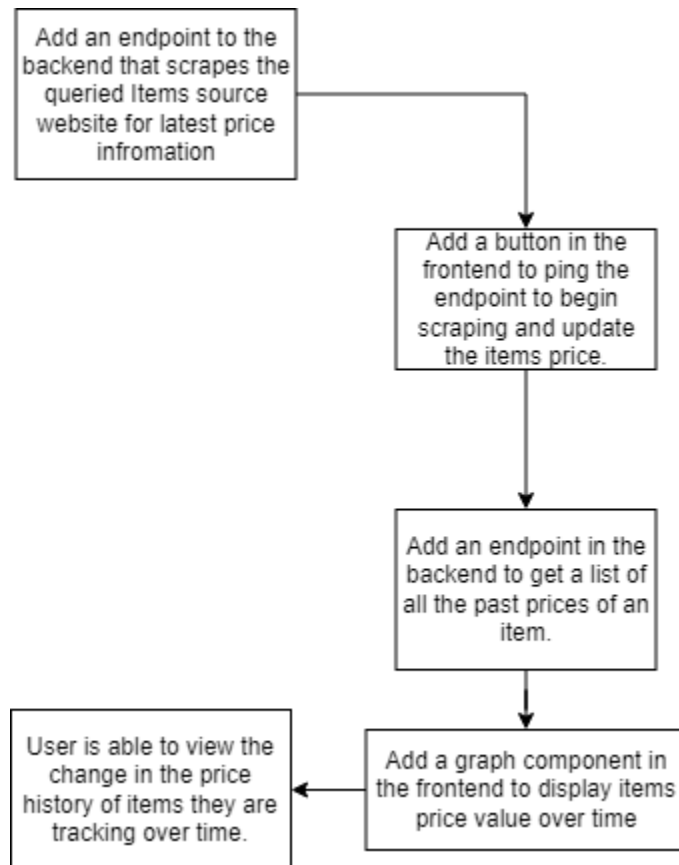 Add an endpoint to the
backend that scrapes the
queried Items source
website for latest price
infromation
Add a button in the
frontend to ping the
endpoint to begin
scraping and update
the items price.
Add an endpoint in the
backend to get a list of
all the past prices of an
item.
Add a graph component in
the frontend to display items
price value over time
User is able to view the
change in the price
history of items they are
tracking over time.